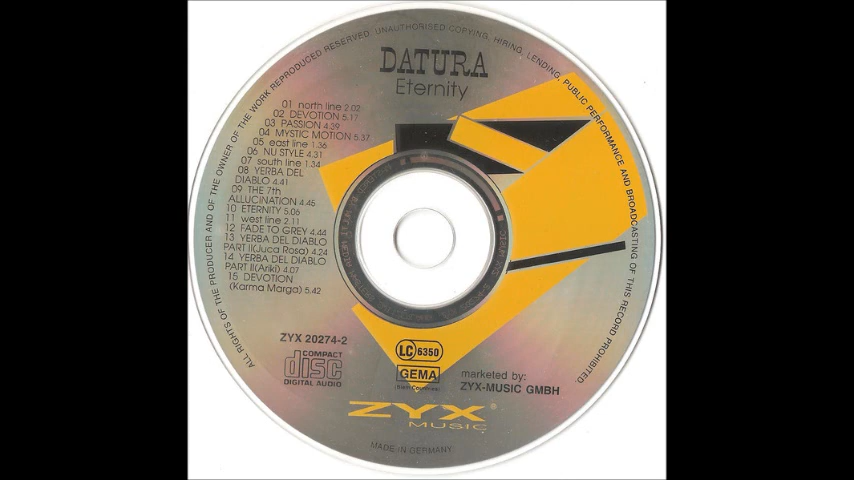 ALL RIGHTS OF THE PRODUCER AND OF THE OWNER OF THE WORK REPRODUCED RESERVED. UNAUTHORISED COPYING, HIRING, LENDING, PUBLIC PERFORMANCE AND BROADCASTING OF THIS RECORD PROHIBITED
DATURA
Eternity
01 north line 2.02
02 DEVOTION 5.17
03 PASSION 4.39
04 MYSTIC MOTION 5.37
05 east line 1.36
06 NU STYLE 4.31
07 south line 1.34
08 YERBA DEL
DIABLO 4.41
09 THE 7th
ALLUCINATION 4.45
10 ETERNITY 5.06
11 west line 2.11
12 FADE TO GREY 4.44
13 YERBA DEL DIABLO
PART II(Juca Rosa) 4.24
14 YERBA DEL DIABLO
PART II(Ariki) 4.07
15 DEVOTION
(Karma Marga) 5.42
ZYX 20274-2
COMPACT
disc
DIGITAL AUDIO
LC 6350
GEMA
marketed by:
ZYX-MUSIC GMBH
ZYX®
MUSIC
MADE IN GERMANY